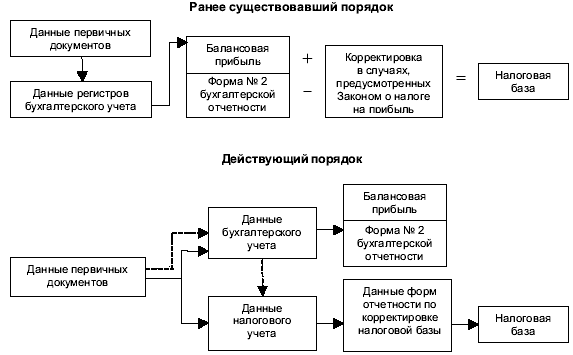 Ранее существовавший порядок
Данные первичных
документов
Данные регистров
бухгалтерского учета
Балансовая
прибыль
Форма № 2
бухгалтерской
отчетности
+
–
Корректировка
в случаях,
предусмотренных
Законом о налоге
на прибыль
=
Налоговая
база
Действующий порядок
Данные первичных
документов
Данные
бухгалтерского
учета
Балансовая
прибыль
Форма № 2
бухгалтерской
отчетности
Данные
налогового учета
Данные форм
отчетности по
корректировке
налоговой базы
Налоговая
база